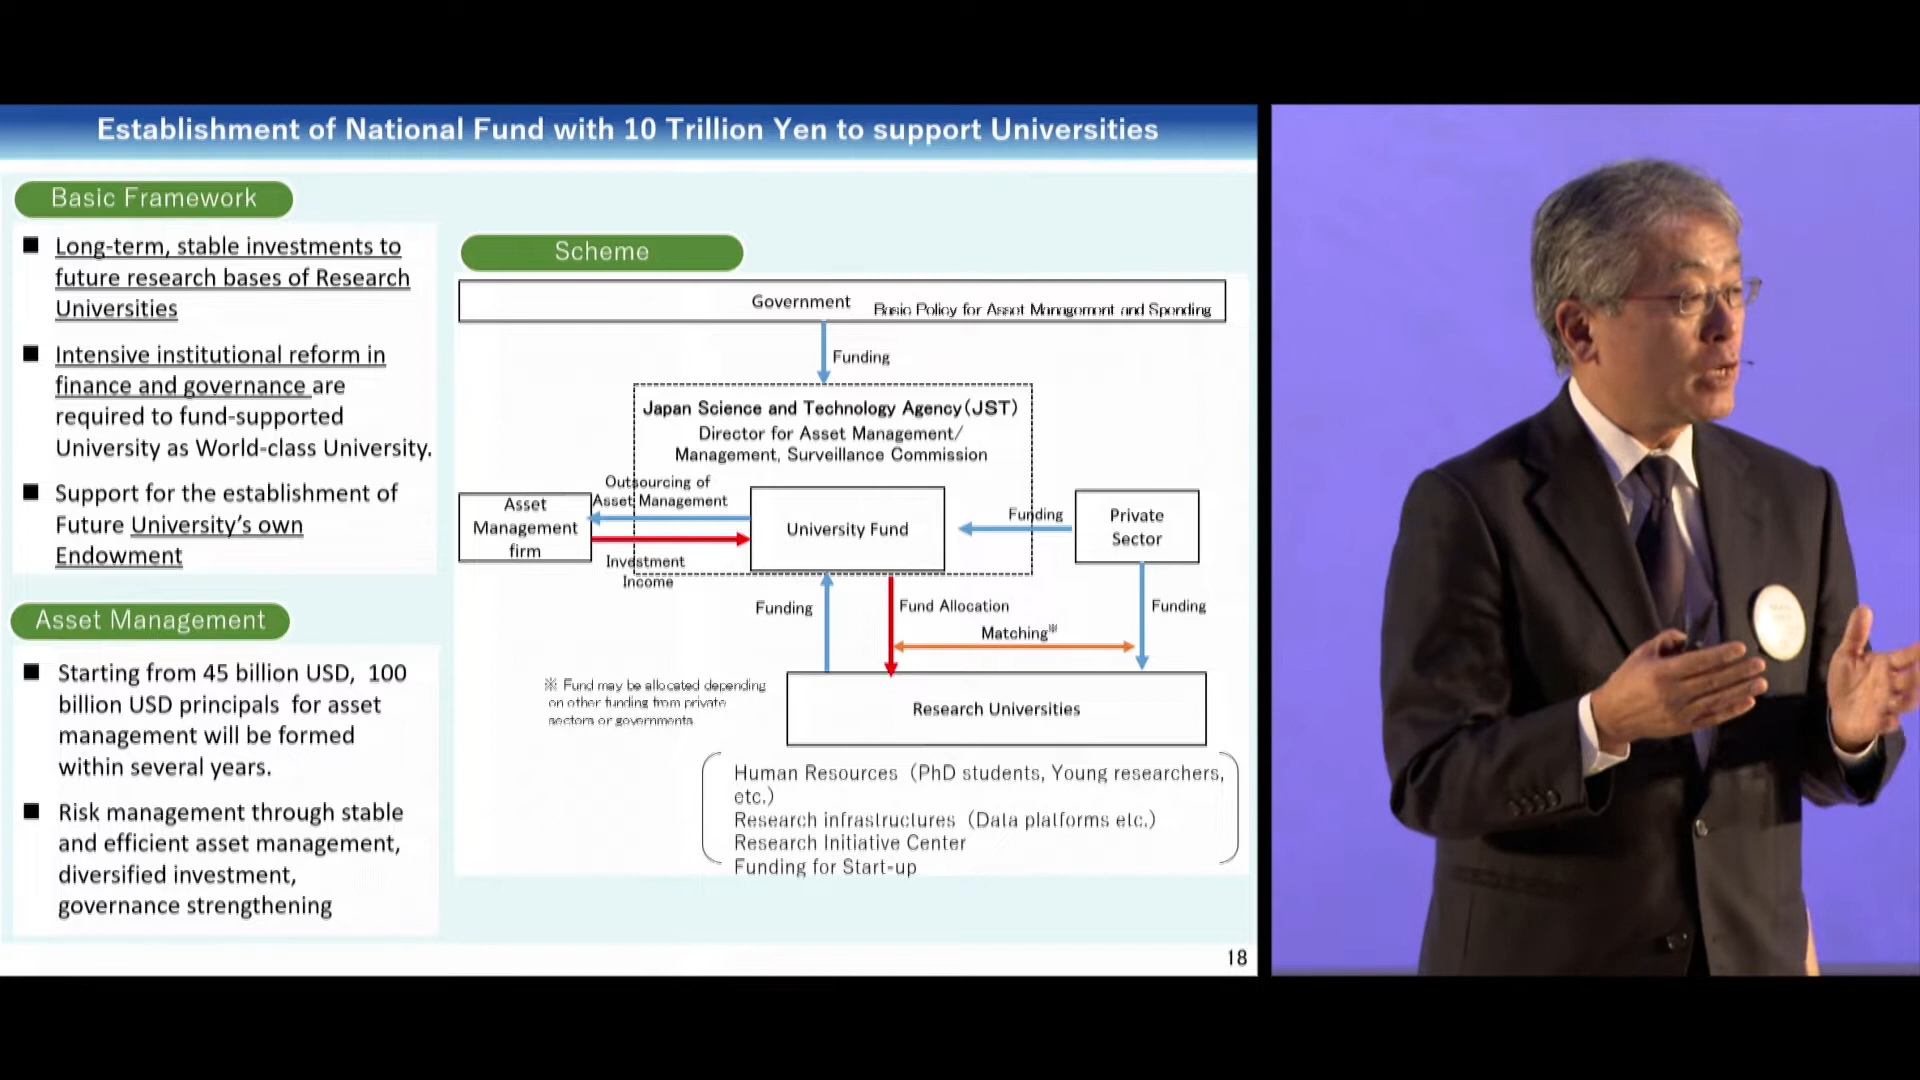 Establishment of National Fund with 10 Trillion Yen to support Universities
Basic Framework
■ Long-term, stable investments to
future research bases of Research
Universities
■ Intensive institutional reform in
finance and governance are
required to fund-supported
University as World-class University.
■ Support for the establishment of
Future University's own
Endowment
Asset Management
■ Starting from 45 billion USD, 100
billion USD principals for asset
management will be formed
within several years.
■ Risk management through stable
and efficient asset management,
diversified investment,
governance strengthening
Scheme
Government
Basic Policy for Asset Management and Spending
Funding
Japan Science and Technology Agency(JST)
Director for Asset Management/
Management, Surveillance Commission
Outsourcing of
Asset Management
Asset
Management
firm
Investment
Income
University Fund
Funding
Private
Sector
Funding
Fund Allocation
Funding
Matching※
※ Fund may be allocated depending
on other funding from private
sectors or governments
Research Universities
Human Resources (PhD students, Young researchers,
etc.)
Research infrastructures (Data platforms etc.)
Research Initiative Center
Funding for Start-up
18